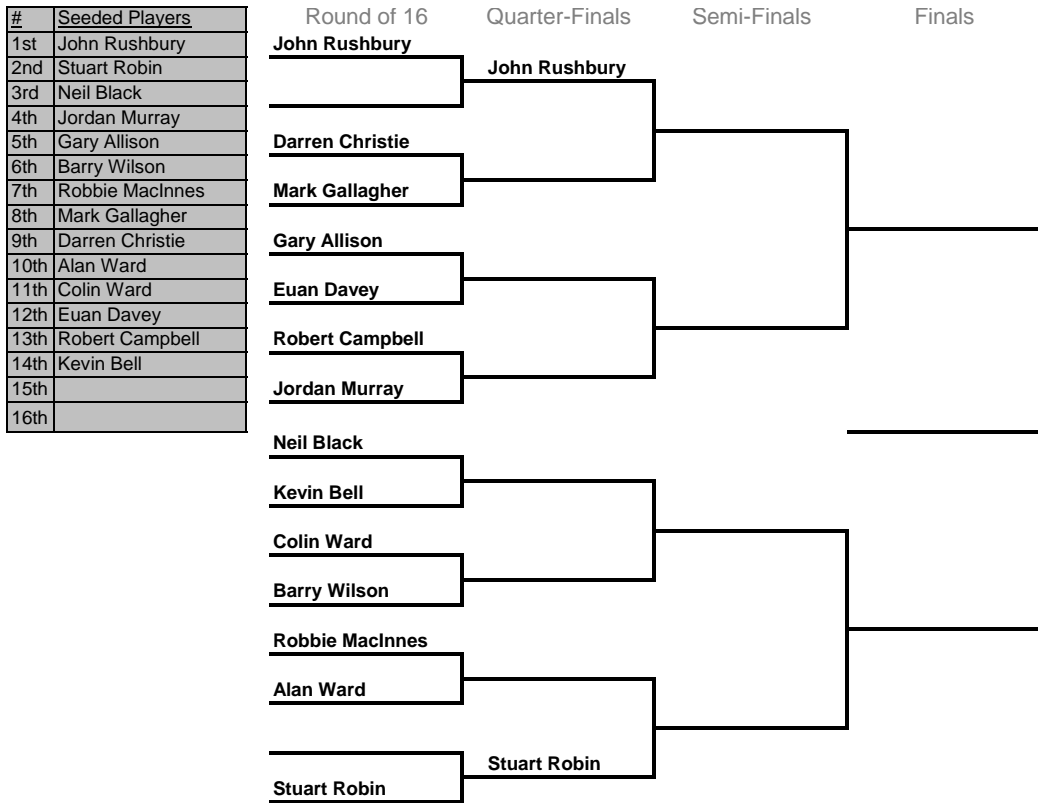 # Seeded Players
1st John Rushbury
2nd Stuart Robin
3rd Neil Black
4th Jordan Murray
5th Gary Allison
6th Barry Wilson
7th Robbie MacInnes
8th Mark Gallagher
9th Darren Christie
10th Alan Ward
11th Colin Ward
12th Euan Davey
13th Robert Campbell
14th Kevin Bell
15th
16th
Round of 16 Quarter-Finals Semi-Finals Finals
John Rushbury
John Rushbury
Darren Christie
Mark Gallagher
Gary Allison
Euan Davey
Robert Campbell
Jordan Murray
Neil Black
Kevin Bell
Colin Ward
Barry Wilson
Robbie MacInnes
Alan Ward
Stuart Robin
Stuart Robin